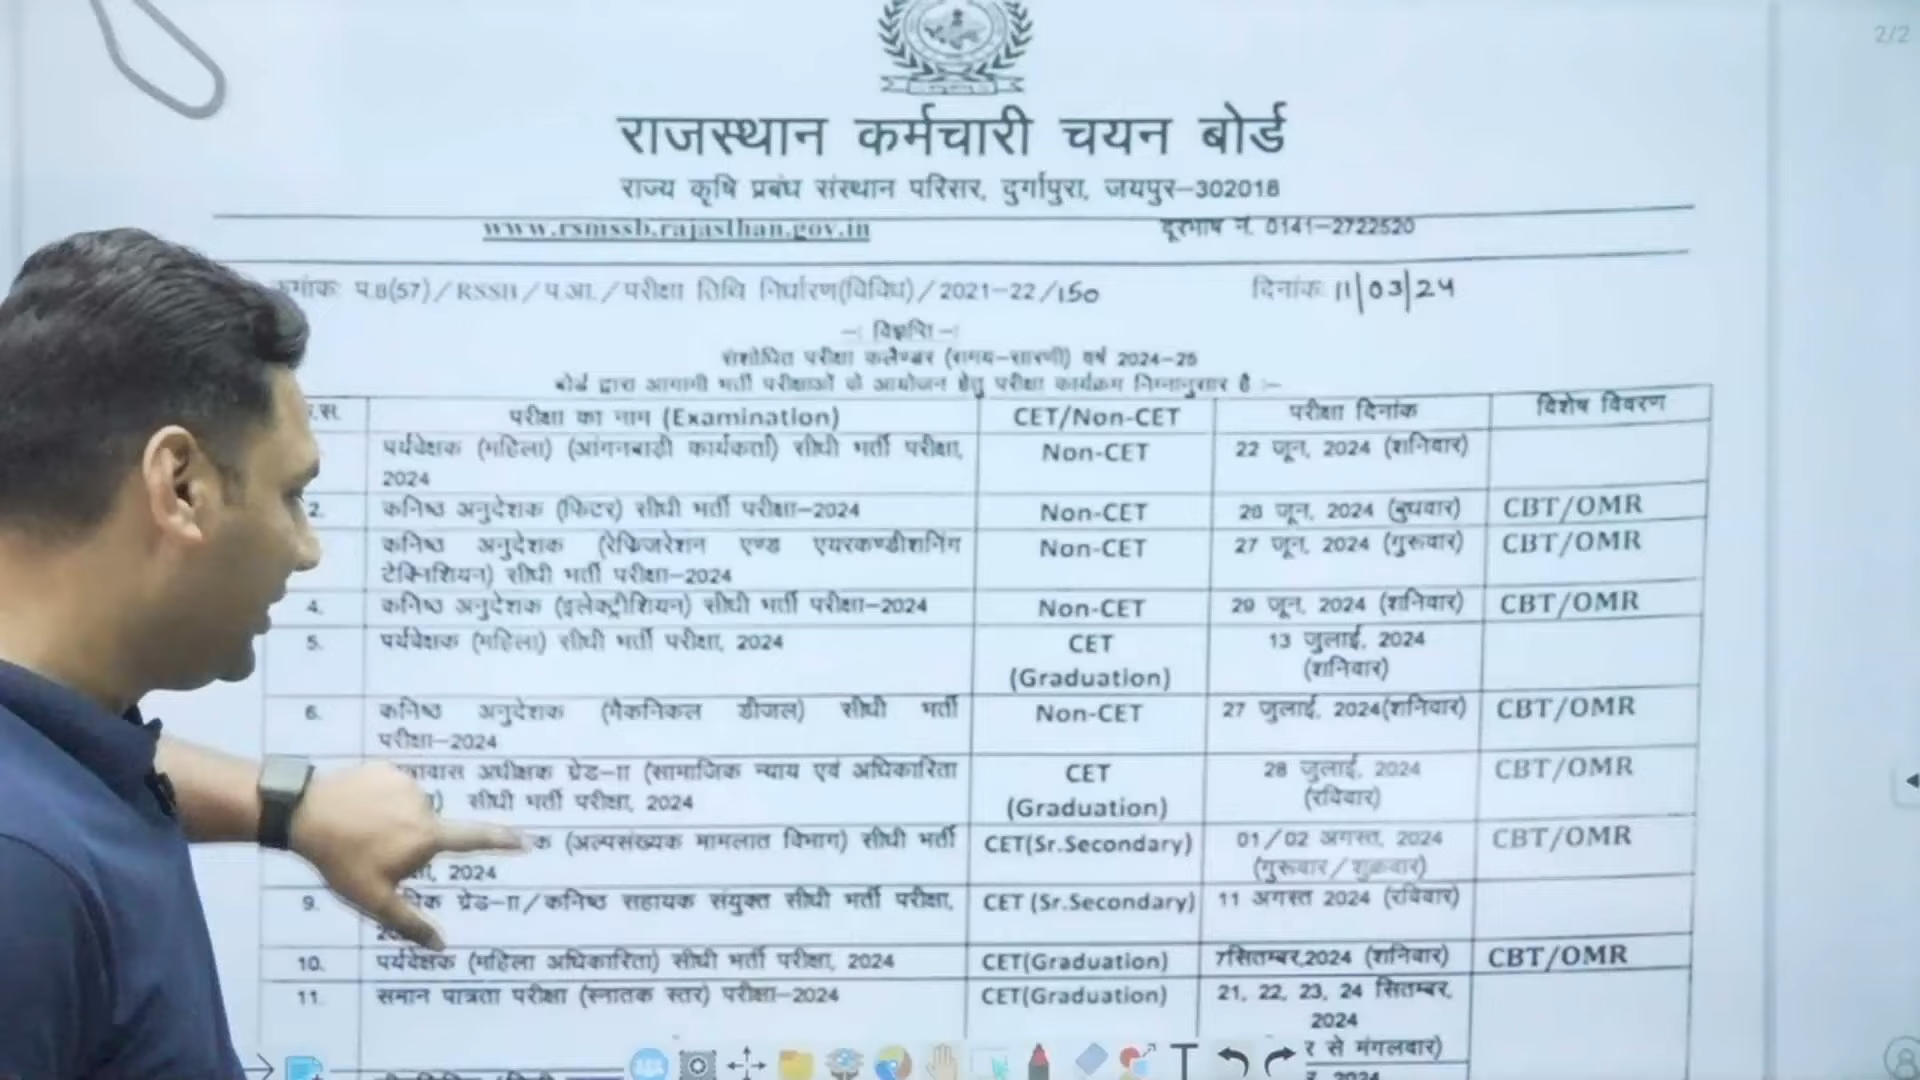 2/2
राजस्थान कर्मचारी चयन बोर्ड
राज्य कृषि प्रबंध संस्थान परिसर, दुर्गापुरा, जयपुर–302018
www.rsmssb.rajasthan.gov.in दूरभाष नं. 0141–2722520
क्रमांकः प.8(57)/RSSB/प.आ./परीक्षा तिथि निर्धारण(विविध)/2021–22/150 दिनांकः 11/03/24
–: विज्ञप्ति –:
संशोधित परीक्षा कलैण्डर (समय–सारणी) वर्ष 2024–25
बोर्ड द्वारा आगामी भर्ती परीक्षाओं के आयोजन हेतु परीक्षा कार्यक्रम निम्नानुसार है :–
.स. परीक्षा का नाम (Examination) CET/Non-CET परीक्षा दिनांक विशेष विवरण
पर्यवेक्षक (महिला) (आंगनबाड़ी कार्यकर्ता) सीधी भर्ती परीक्षा, Non-CET 22 जून, 2024 (शनिवार)
2024
2. कनिष्ठ अनुदेशक (फिटर) सीधी भर्ती परीक्षा–2024 Non-CET 26 जून, 2024 (बुधवार) CBT/OMR
कनिष्ठ अनुदेशक (रेफ्रिजरेशन एण्ड एयरकण्डीशनिंग Non-CET 27 जून, 2024 (गुरूवार) CBT/OMR
टेक्निशियन) सीधी भर्ती परीक्षा–2024
4. कनिष्ठ अनुदेशक (इलेक्ट्रीशियन) सीधी भर्ती परीक्षा–2024 Non-CET 29 जून, 2024 (शनिवार) CBT/OMR
5. पर्यवेक्षक (महिला) सीधी भर्ती परीक्षा, 2024 CET 13 जुलाई, 2024
(Graduation) (शनिवार)
6. कनिष्ठ अनुदेशक (मैकनिकल डीजल) सीधी भर्ती Non-CET 27 जुलाई, 2024(शनिवार) CBT/OMR
परीक्षा–2024
अधीक्षक ग्रेड–II (सामाजिक न्याय एवं अधिकारिता CET 28 जुलाई, 2024 CBT/OMR
) सीधी भर्ती परीक्षा, 2024 (Graduation) (रविवार)
क (अल्पसंख्यक मामलात विभाग) सीधी भर्ती CET(Sr.Secondary) 01/02 अगस्त, 2024 CBT/OMR
2024 (गुरूवार/शुक्रवार)
9. ग्रेड–II/कनिष्ठ सहायक संयुक्त सीधी भर्ती परीक्षा, CET (Sr.Secondary) 11 अगस्त 2024 (रविवार)
10. पर्यवेक्षक (महिला अधिकारिता) सीधी भर्ती परीक्षा, 2024 CET(Graduation) 7सितम्बर,2024 (शनिवार) CBT/OMR
11. समान पात्रता परीक्षा (स्नातक स्तर) परीक्षा–2024 CET(Graduation) 21, 22, 23, 24 सितम्बर,
2024
र से मंगलवार)